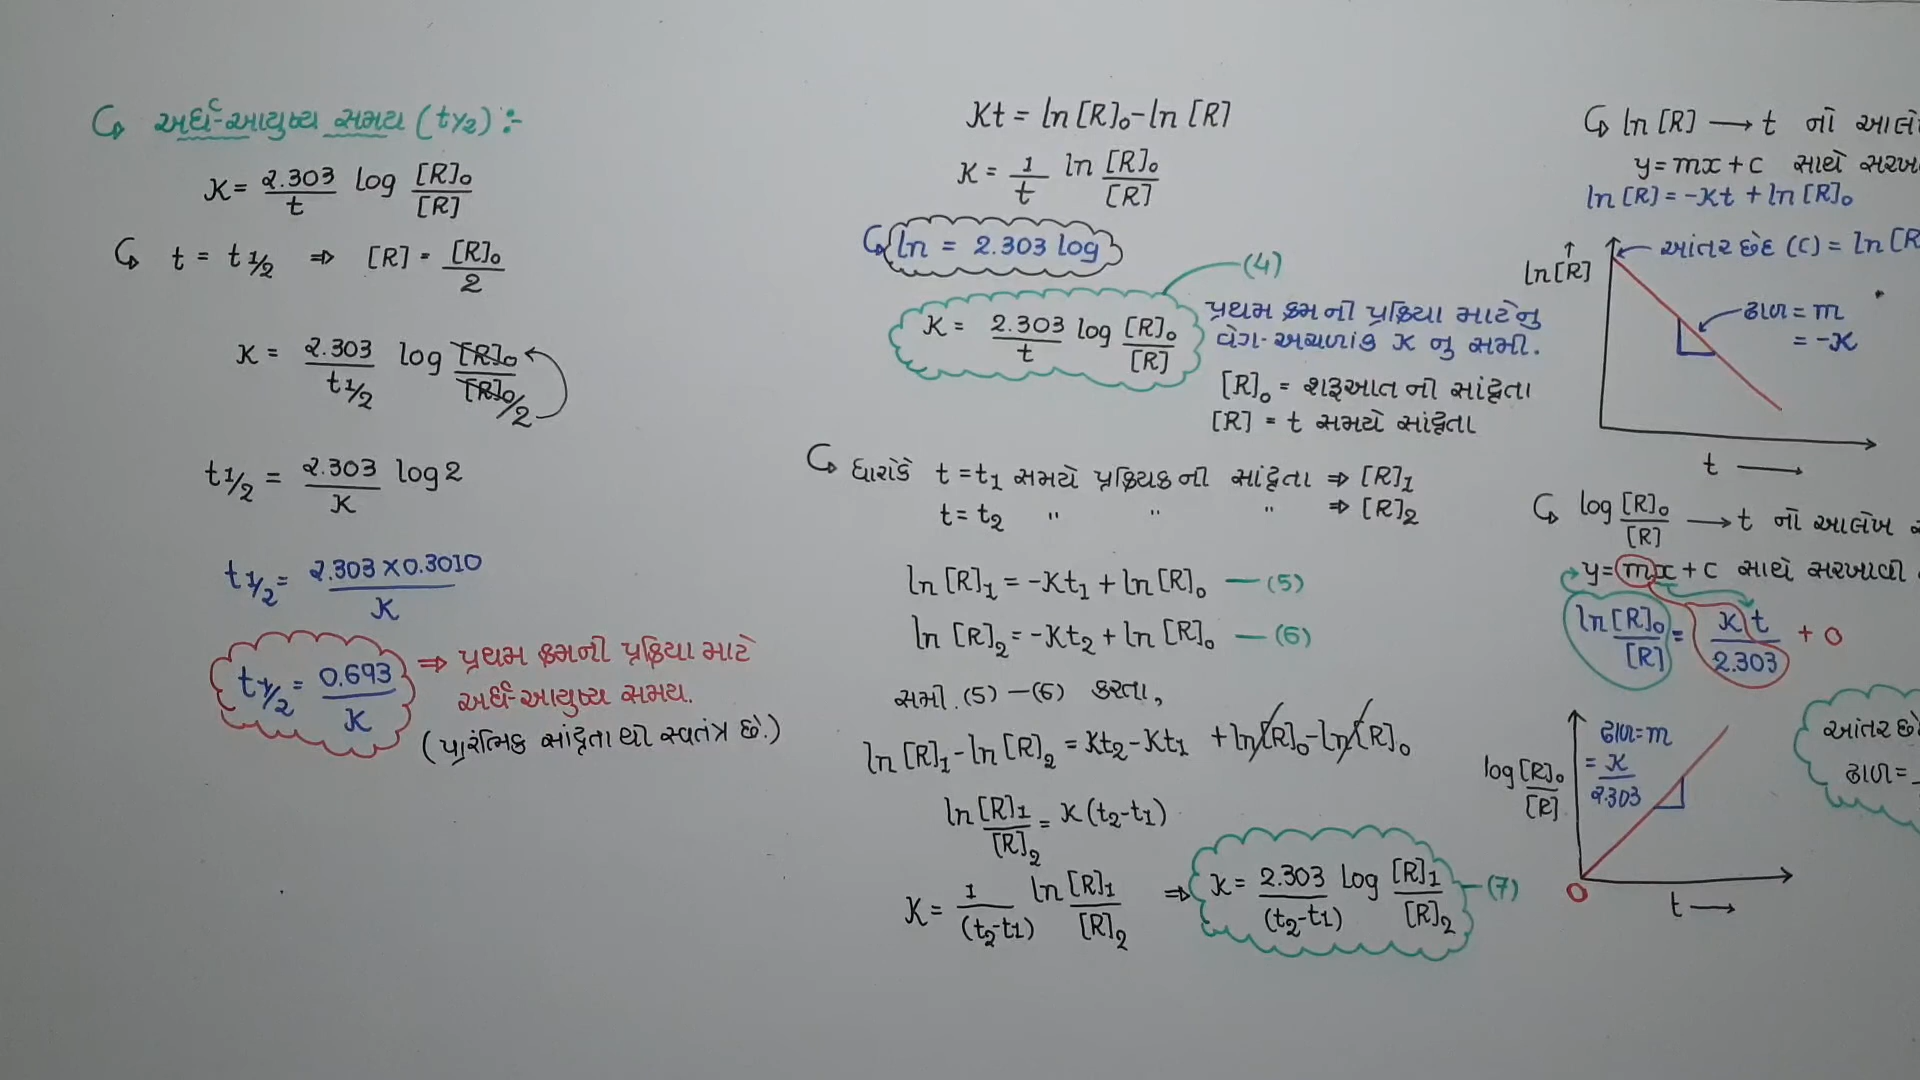 અર્ધ-આયુષ્ય સમય (t1/2) :-
K = 2.303/t log [R]₀/[R]
t = t1/2 ⇒ [R] = [R]₀/2
K = 2.303/t1/2 log [R]₀/[R]₀/2
t1/2 = 2.303/K log 2
t1/2 = 2.303 × 0.3010/K
t1/2 = 0.693/K ⇒ પ્રથમ ક્રમની પ્રક્રિયા માટે
અર્ધ-આયુષ્ય સમય.
(પ્રારંભિક સાંદ્રતા થી સ્વતંત્ર છે.)
Kt = ln [R]₀ - ln [R]
K = 1/t ln [R]₀/[R]
ln = 2.303 log
(4)
K = 2.303/t log [R]₀/[R]
પ્રથમ ક્રમ ની પ્રક્રિયા માટેનુ
વેગ-અચળાંક K નુ સમી.
[R]₀ = શરૂઆત ની સાંદ્રતા
[R] = t સમયે સાંદ્રતા
ધારોકે t = t₁ સમયે પ્રક્રિયક ની સાંદ્રતા ⇒ [R]₁
t = t₂ " " " ⇒ [R]₂
ln [R]₁ = -Kt₁ + ln [R]₀ — (5)
ln [R]₂ = -Kt₂ + ln [R]₀ — (6)
સમી. (5) - (6) કરતા,
ln [R]₁ - ln [R]₂ = Kt₂ - Kt₁ + ln [R]₀ - ln [R]₀
ln [R]₁/[R]₂ = K (t₂-t₁)
K = 1/(t₂-t₁) ln [R]₁/[R]₂ ⇒ K = 2.303/(t₂-t₁) log [R]₁/[R]₂ — (7)
ln [R] → t નો
y = mx + c સાથે
ln [R] = -Kt + ln [R]₀
આંતર છેદ (C) = ln [R
ln [R]
ઢાળ = m
= -K
t →
log [R]₀/[R] → t નો આલેખ
y = mx + c સાથે સરખાવી
ln [R]₀/[R] = Kt/2.303 + 0
ઢાળ = m
= K/2.303
log [R]₀/[R]
0
t →
આંતર
ઢાળ =